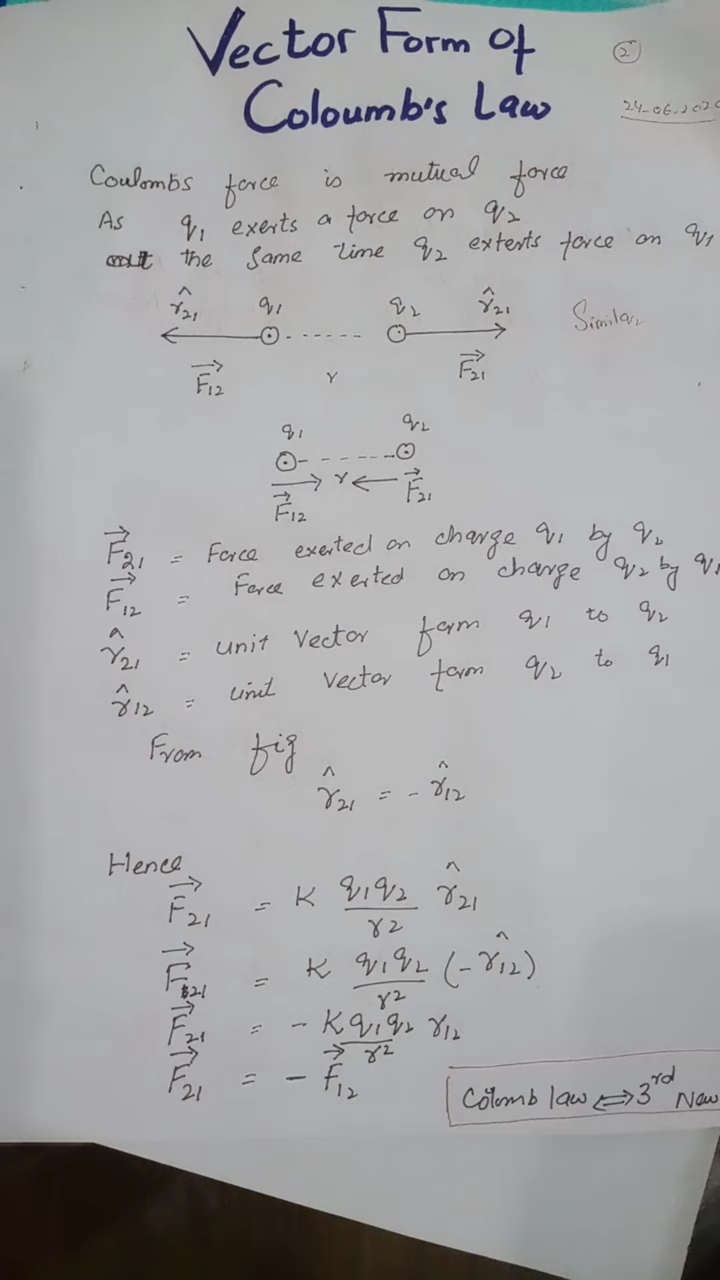 Vector Form of
②
Coloumb's Law
24-06-202
Coulombs force is mutual force
As q₁ exerts a force on q₂
the same time q₂ exterts force on q₁
r̂₂₁ q₁ q₂ r̂₂₁
Similar
F⃗₁₂ r F⃗₂₁
q₁ q₂
F⃗₁₂ r F⃗₂₁
F⃗₂₁ = Force exerted on charge q₁ by q₂
F⃗₁₂ = Force exerted on charge q₂ by q₁
r̂₂₁ = unit vector form q₁ to q₂
r̂₁₂ = unit vector form q₂ to q₁
From fig
r̂₂₁ = - r̂₁₂
Hence
F⃗₂₁ = K q₁q₂/r2 r̂₂₁
F⃗₂₁ = K q₁q₂/r² (-r̂₁₂)
F⃗₂₁ = - K q₁q₂/r² r₁₂
F⃗₂₁ = - F⃗₁₂
Colomb law ⇔ 3rd New